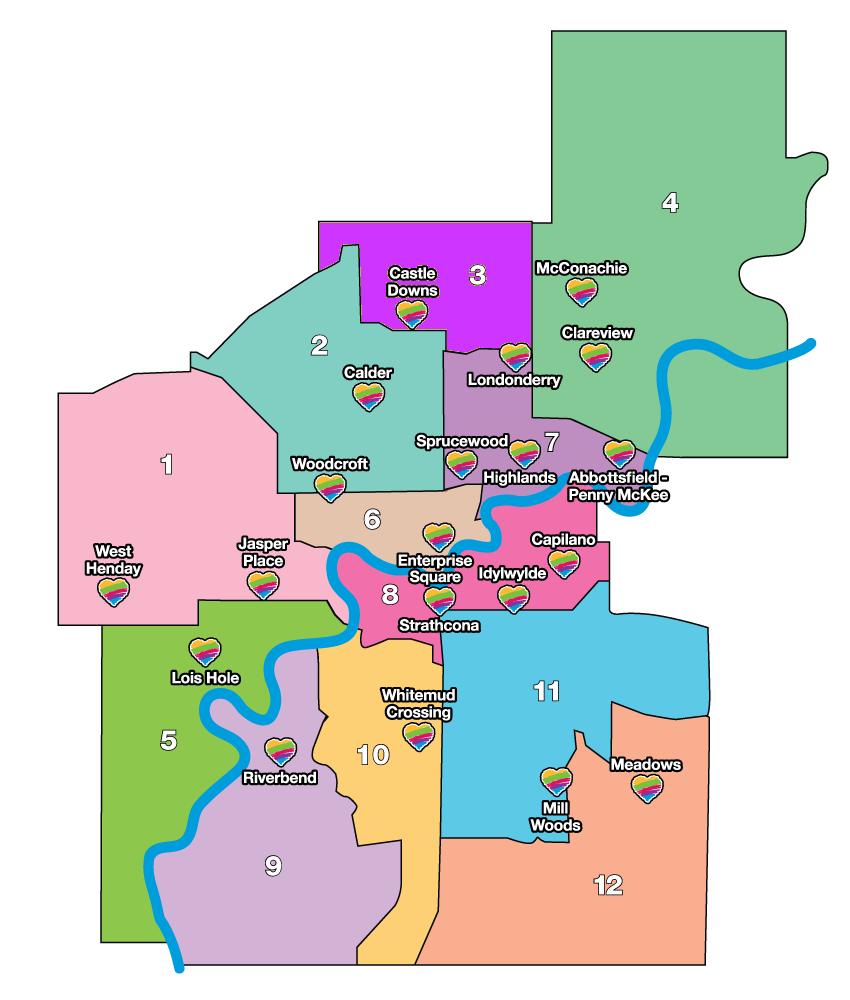 4
McConachie
Castle
Downs
3
Clareview
2
Calder
Londonderry
1
Sprucewood
7
Highlands
Woodcroft
Abbottsfield -
Penny McKee
6
West
Henday
Jasper
Place
Enterprise
Square
Capilano
Idylwylde
8
Strathcona
Lois Hole
11
Whitemud
Crossing
5
10
Riverbend
Meadows
Mill
Woods
9
12